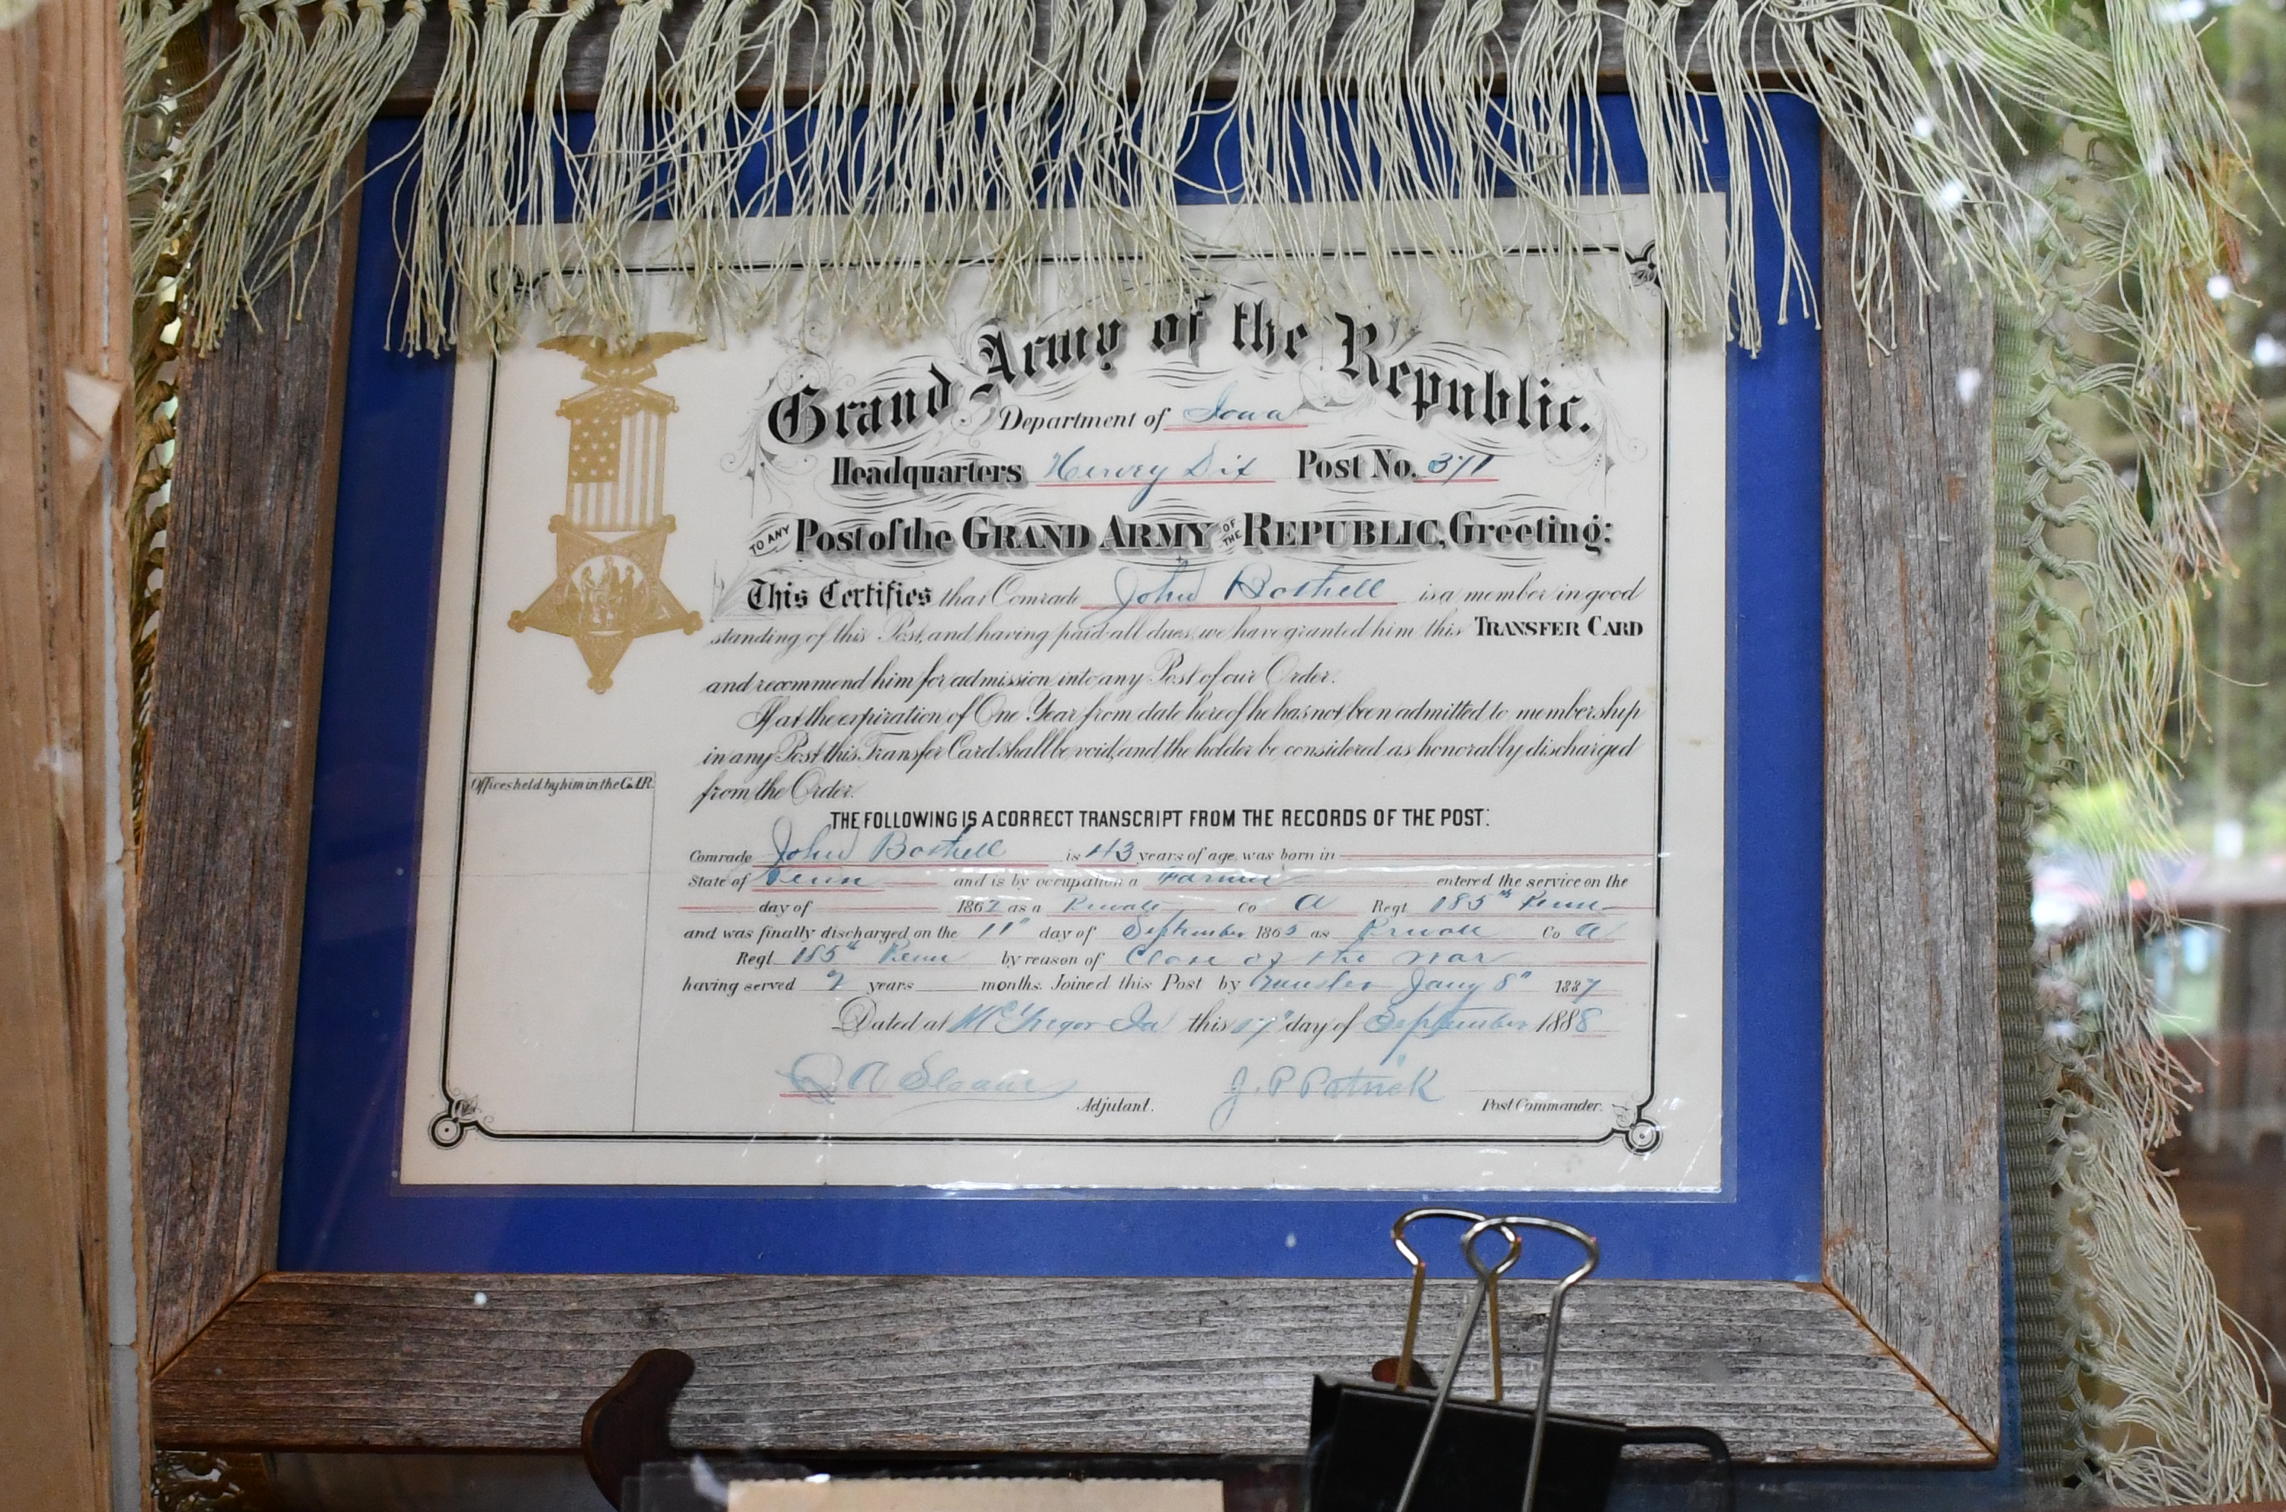 Grand Army of the Republic.
Department of Iowa
Headquarters Hervey Dix Post No. 371
TO ANY Post of the GRAND ARMY OF THE REPUBLIC, Greeting:
This Certifies that Comrade John Bothell is a member in good
standing of this Post, and having paid all dues, we have granted him this TRANSFER CARD
and recommend him for admission into any Post of our Order.
If at the expiration of One Year from date hereof he has not been admitted to membership
in any Post this Transfer Card shall be void, and the holder be considered as honorably discharged
from the Order.
Offices held by him in the G.A.R.
THE FOLLOWING IS A CORRECT TRANSCRIPT FROM THE RECORDS OF THE POST:
Comrade John Bothell is 43 years of age, was born in
State of Penn and is by occupation a Farmer entered the service on the
day of 1862 as a Private Co A Regt 185th Penn
and was finally discharged on the 11" day of September 1865 as Private Co A
Regt 185th Penn by reason of Close of the war
having served years months. Joined this Post by transfer Jany 8" 1887
Dated at McGregor Ia this 17" day of September 1888
Adjutant.
J. P. Patrick Post Commander.